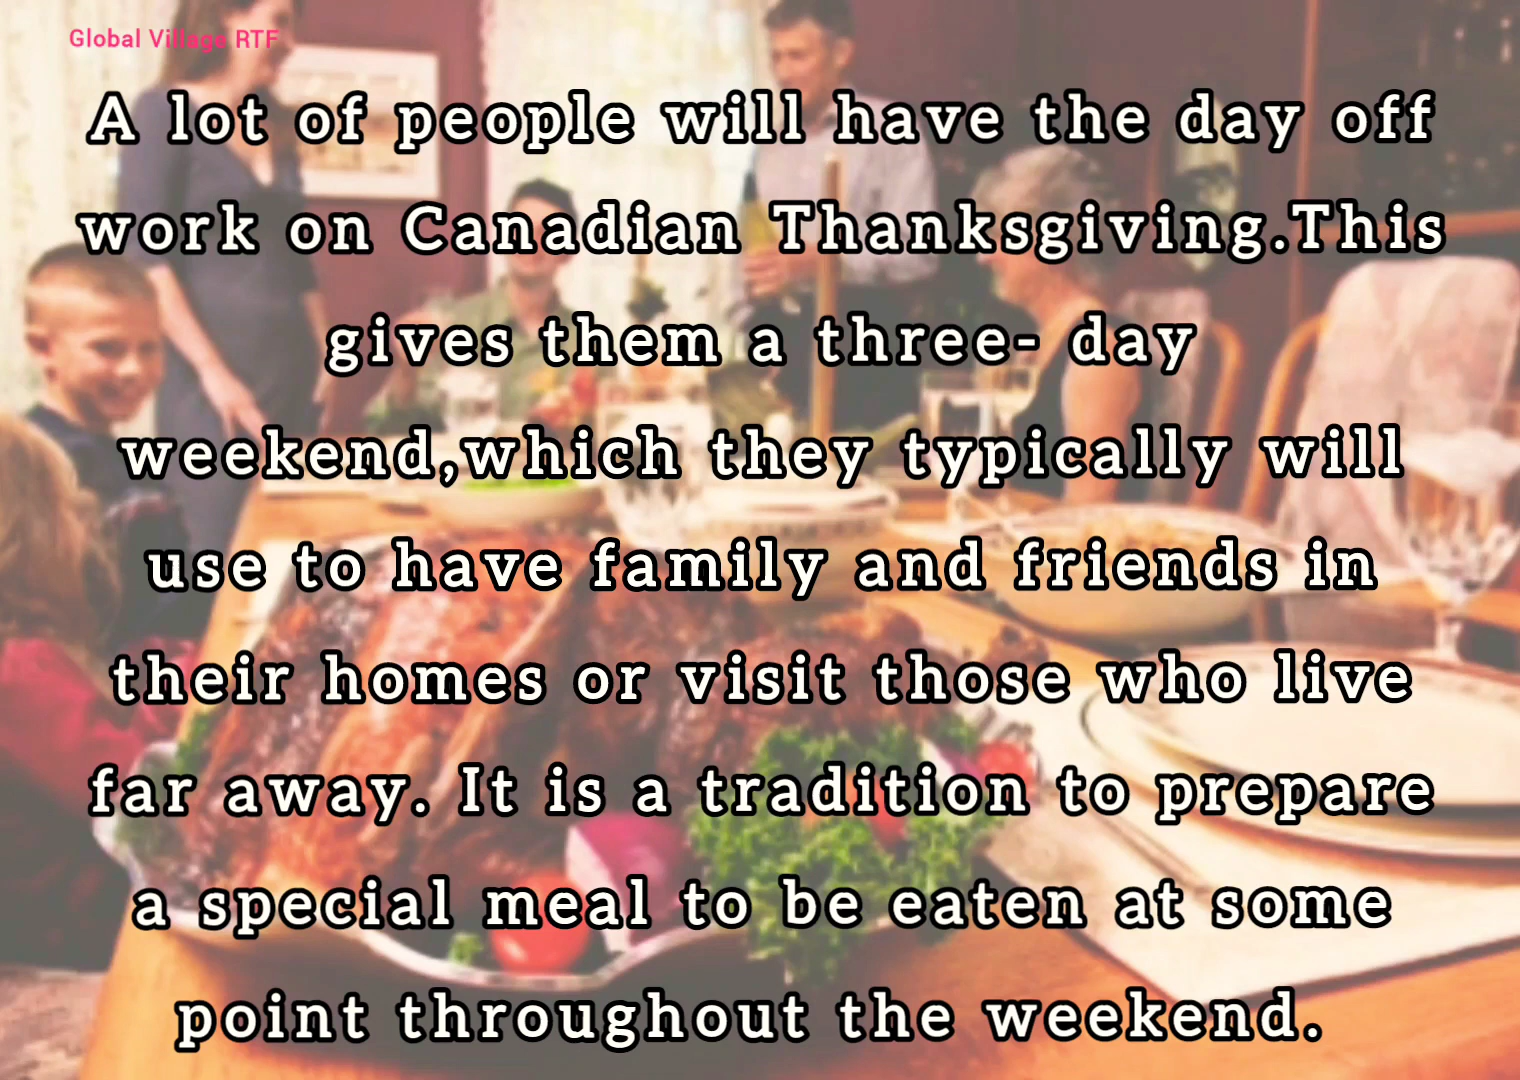 Global Village RTF
A lot of people will have the day off
work on Canadian Thanksgiving.This
gives them a three- day
weekend,which they typically will
use to have family and friends in
their homes or visit those who live
far away. It is a tradition to prepare
a special meal to be eaten at some
point throughout the weekend.